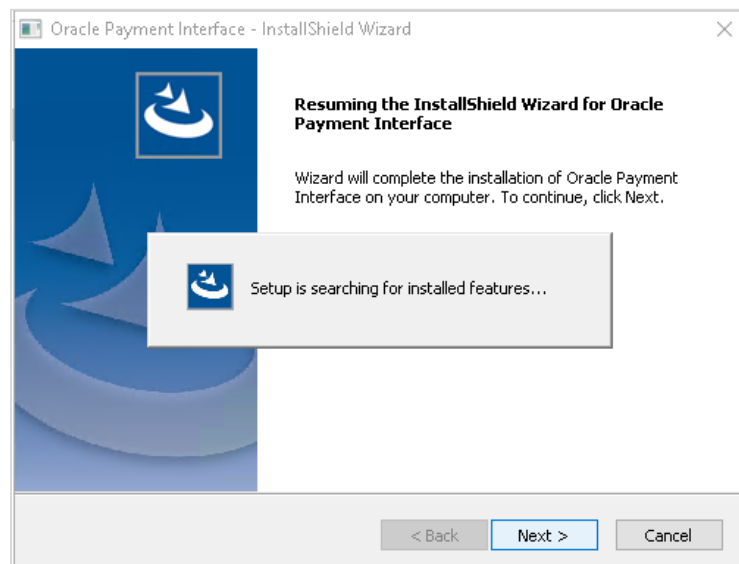 Oracle Payment Interface - InstallShield Wizard
Resuming the InstallShield Wizard for Oracle
Payment Interface
Wizard will complete the installation of Oracle Payment
Interface on your computer. To continue, click Next.
Setup is searching for installed features...
< Back
Next >
Cancel